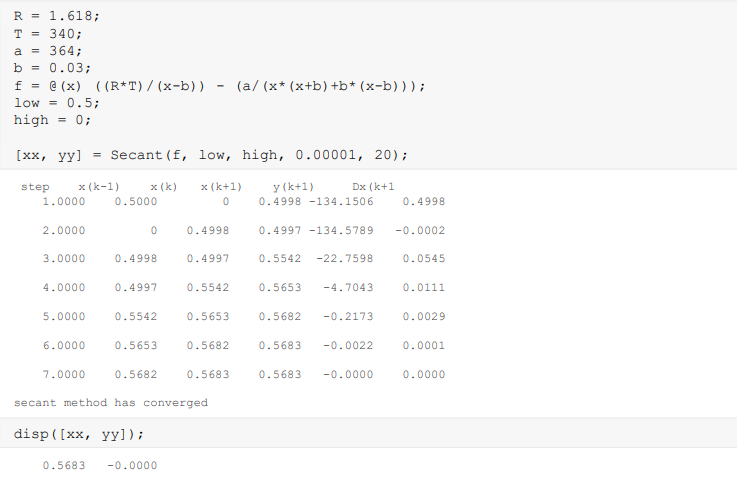 R = 1.618;
T = 340;
a = 364;
b = 0.03;
f = @(x) ((R*T)/(x-b)) - (a/(x*(x+b)+b*(x-b)));
low = 0.5;
high = 0;
[xx, yy] = Secant(f, low, high, 0.00001, 20);
step x(k-1) x(k) x(k+1) y(k+1) Dx(k+1
1.0000 0.5000 0 0.4998 -134.1506 0.4998
2.0000 0 0.4998 0.4997 -134.5789 -0.0002
3.0000 0.4998 0.4997 0.5542 -22.7598 0.0545
4.0000 0.4997 0.5542 0.5653 -4.7043 0.0111
5.0000 0.5542 0.5653 0.5682 -0.2173 0.0029
6.0000 0.5653 0.5682 0.5683 -0.0022 0.0001
7.0000 0.5682 0.5683 0.5683 -0.0000 0.0000
secant method has converged
disp([xx, yy]);
0.5683 -0.0000